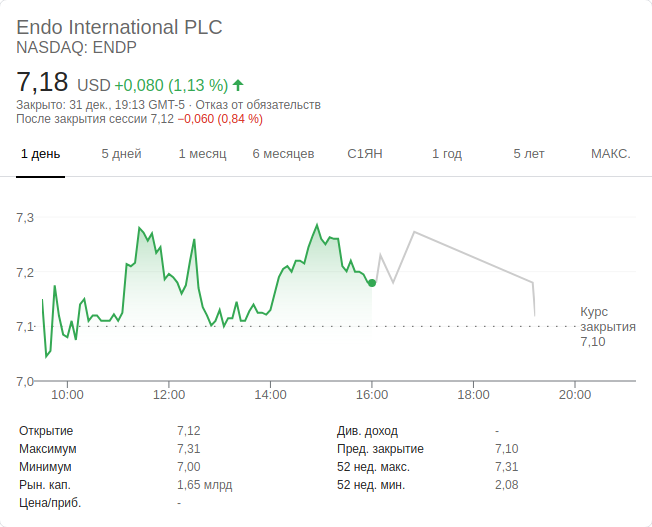 Endo International PLC
NASDAQ: ENDP
7,18 USD +0,080 (1,13 %)
Закрыто: 31 дек., 19:13 GMT-5 · Отказ от обязательств
После закрытия сессии 7,12 −0,060 (0,84 %)
1 день 5 дней 1 месяц 6 месяцев С1ЯН 1 год 5 лет МАКС.
7,3
7,2
7,1
7,0
Курс
закрытия
7,10
10:00 12:00 14:00 16:00 18:00 20:00
Открытие 7,12 Див. доход -
Максимум 7,31 Пред. закрытие 7,10
Минимум 7,00 52 нед. макс. 7,31
Рын. кап. 1,65 млрд 52 нед. мин. 2,08
Цена/приб. -